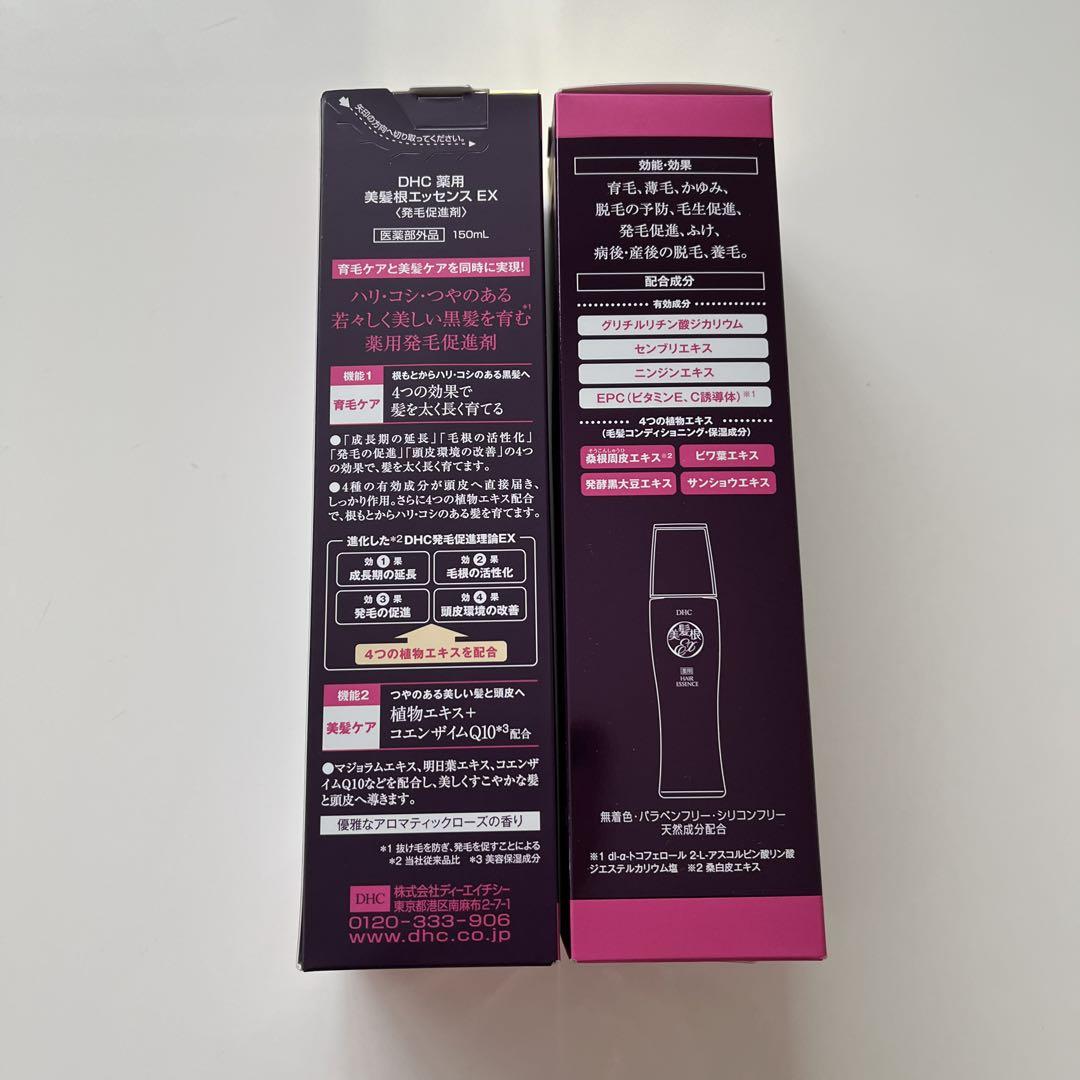 矢印の方向へ切り取ってください。
DHC 薬用
美髪根エッセンス EX
〈発毛促進剤〉
医薬部外品 150mL
育毛ケアと美髪ケアを同時に実現!
ハリ・コシ・つやのある
若々しく美しい黒髪を育む*1
薬用発毛促進剤
機能1 根もとからハリ・コシのある黒髪へ
育毛ケア
4つの効果で
髪を太く長く育てる
●「成長期の延長」「毛根の活性化」
「発毛の促進」「頭皮環境の改善」の4つ
の効果で、髪を太く長く育てます。
●4種の有効成分が頭皮へ直接届き、
しっかり作用。さらに4つの植物エキス配合
で、根もとからハリ・コシのある髪を育てます。
進化した*2DHC発毛促進理論EX
効1果
成長期の延長
効2果
毛根の活性化
効3果
発毛の促進
効4果
頭皮環境の改善
4つの植物エキスを配合
機能2 つやのある美しい髪と頭皮へ
美髪ケア
植物エキス+
コエンザイムQ10*3配合
●マジョラムエキス、明日葉エキス、コエンザ
イムQ10などを配合し、美しくすこやかな髪
と頭皮へ導きます。
優雅なアロマティックローズの香り
*1 抜け毛を防ぎ、発毛を促すことによる
*2 当社従来品比 *3 美容保湿成分
DHC 株式会社ディーエイチシー
東京都港区南麻布2-7-1
0120-333-906
www.dhc.co.jp
効能・効果
育毛、薄毛、かゆみ、
脱毛の予防、毛生促進、
発毛促進、ふけ、
病後・産後の脱毛、養毛。
配合成分
有効成分
グリチルリチン酸ジカリウム
センブリエキス
ニンジンエキス
EPC(ビタミンE、C誘導体)※1
4つの植物エキス
(毛髪コンディショニング・保湿成分)
そうこんしゅうひ
桑根周皮エキス※2 ビワ葉エキス
発酵黒大豆エキス サンショウエキス
DHC
美髪根
EX
薬用
HAIR
ESSENCE
無着色・パラベンフリー・シリコンフリー
天然成分配合
※1 dl-α-トコフェロール 2-L-アスコルビン酸リン酸
ジエステルカリウム塩 ※2 桑白皮エキス